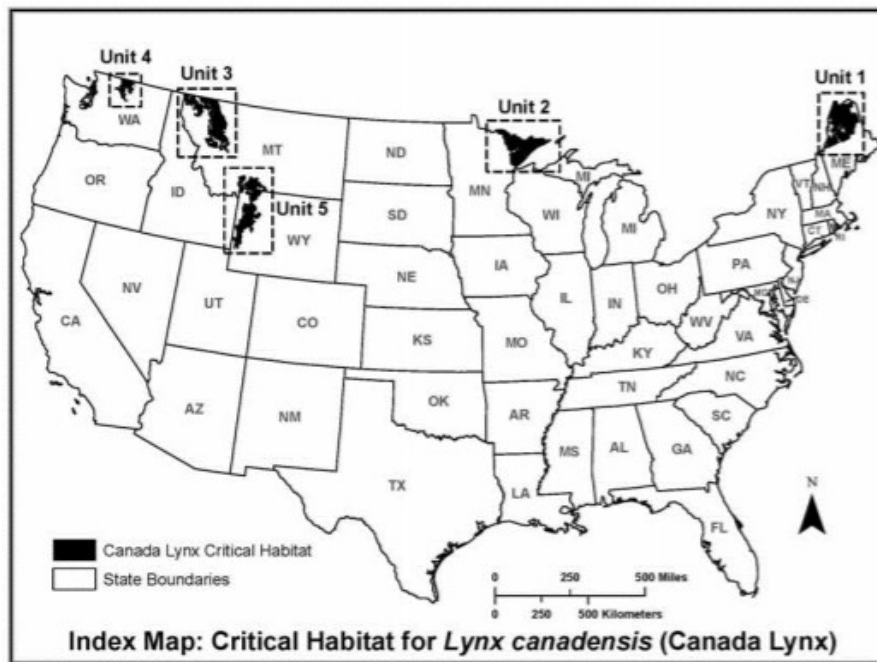 Unit 4
Unit 3
Unit 1
Unit 2
Unit 5
WA
MT
ND
MN
MI
ME
VT
NH
OR
ID
SD
WI
MI
NY
MA
CT
RI
WY
IA
PA
NJ
NV
NE
IL
IN
OH
MD
DE
CA
UT
CO
KS
MO
WV
VA
KY
NC
TN
AZ
NM
OK
AR
SC
MS
AL
GA
TX
LA
FL
N
Canada Lynx Critical Habitat
State Boundaries
0 250 500 Miles
0 250 500 Kilometers
Index Map: Critical Habitat for Lynx canadensis (Canada Lynx)